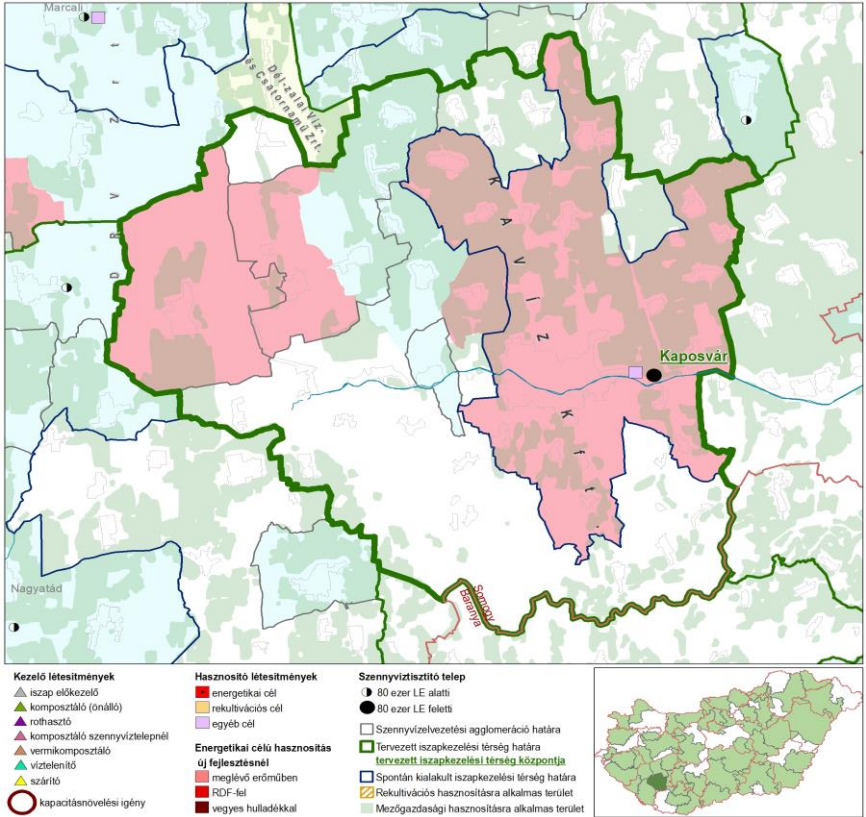 Marcali
DRV Zrt.
Dél-zalai Víz-
és Csatornamű Zrt.
KAVÍZ Kft.
Kaposvár
Nagyatád
Somogy
Baranya
Kezelő létesítmények
iszap előkezelő
komposztáló (önálló)
rothasztó
komposztáló szennyvíztelepnél
vermikomposztáló
víztelenítő
szárító
kapacitásnövelési igény
Hasznosító létesítmények
energetikai cél
rekultivációs cél
egyéb cél
Energetikai célú hasznosítás
új fejlesztésnél
meglévő erőműben
RDF-fel
vegyes hulladékkal
Szennyvíztisztító telep
80 ezer LE alatti
80 ezer LE feletti
Szennyvízelvezetési agglomeráció határa
Tervezett iszapkezelési térség határa
tervezett iszapkezelési térség központja
Spontán kialakult iszapkezelési térség határa
Rekultivációs hasznosításra alkalmas terület
Mezőgazdasági hasznosításra alkalmas terület